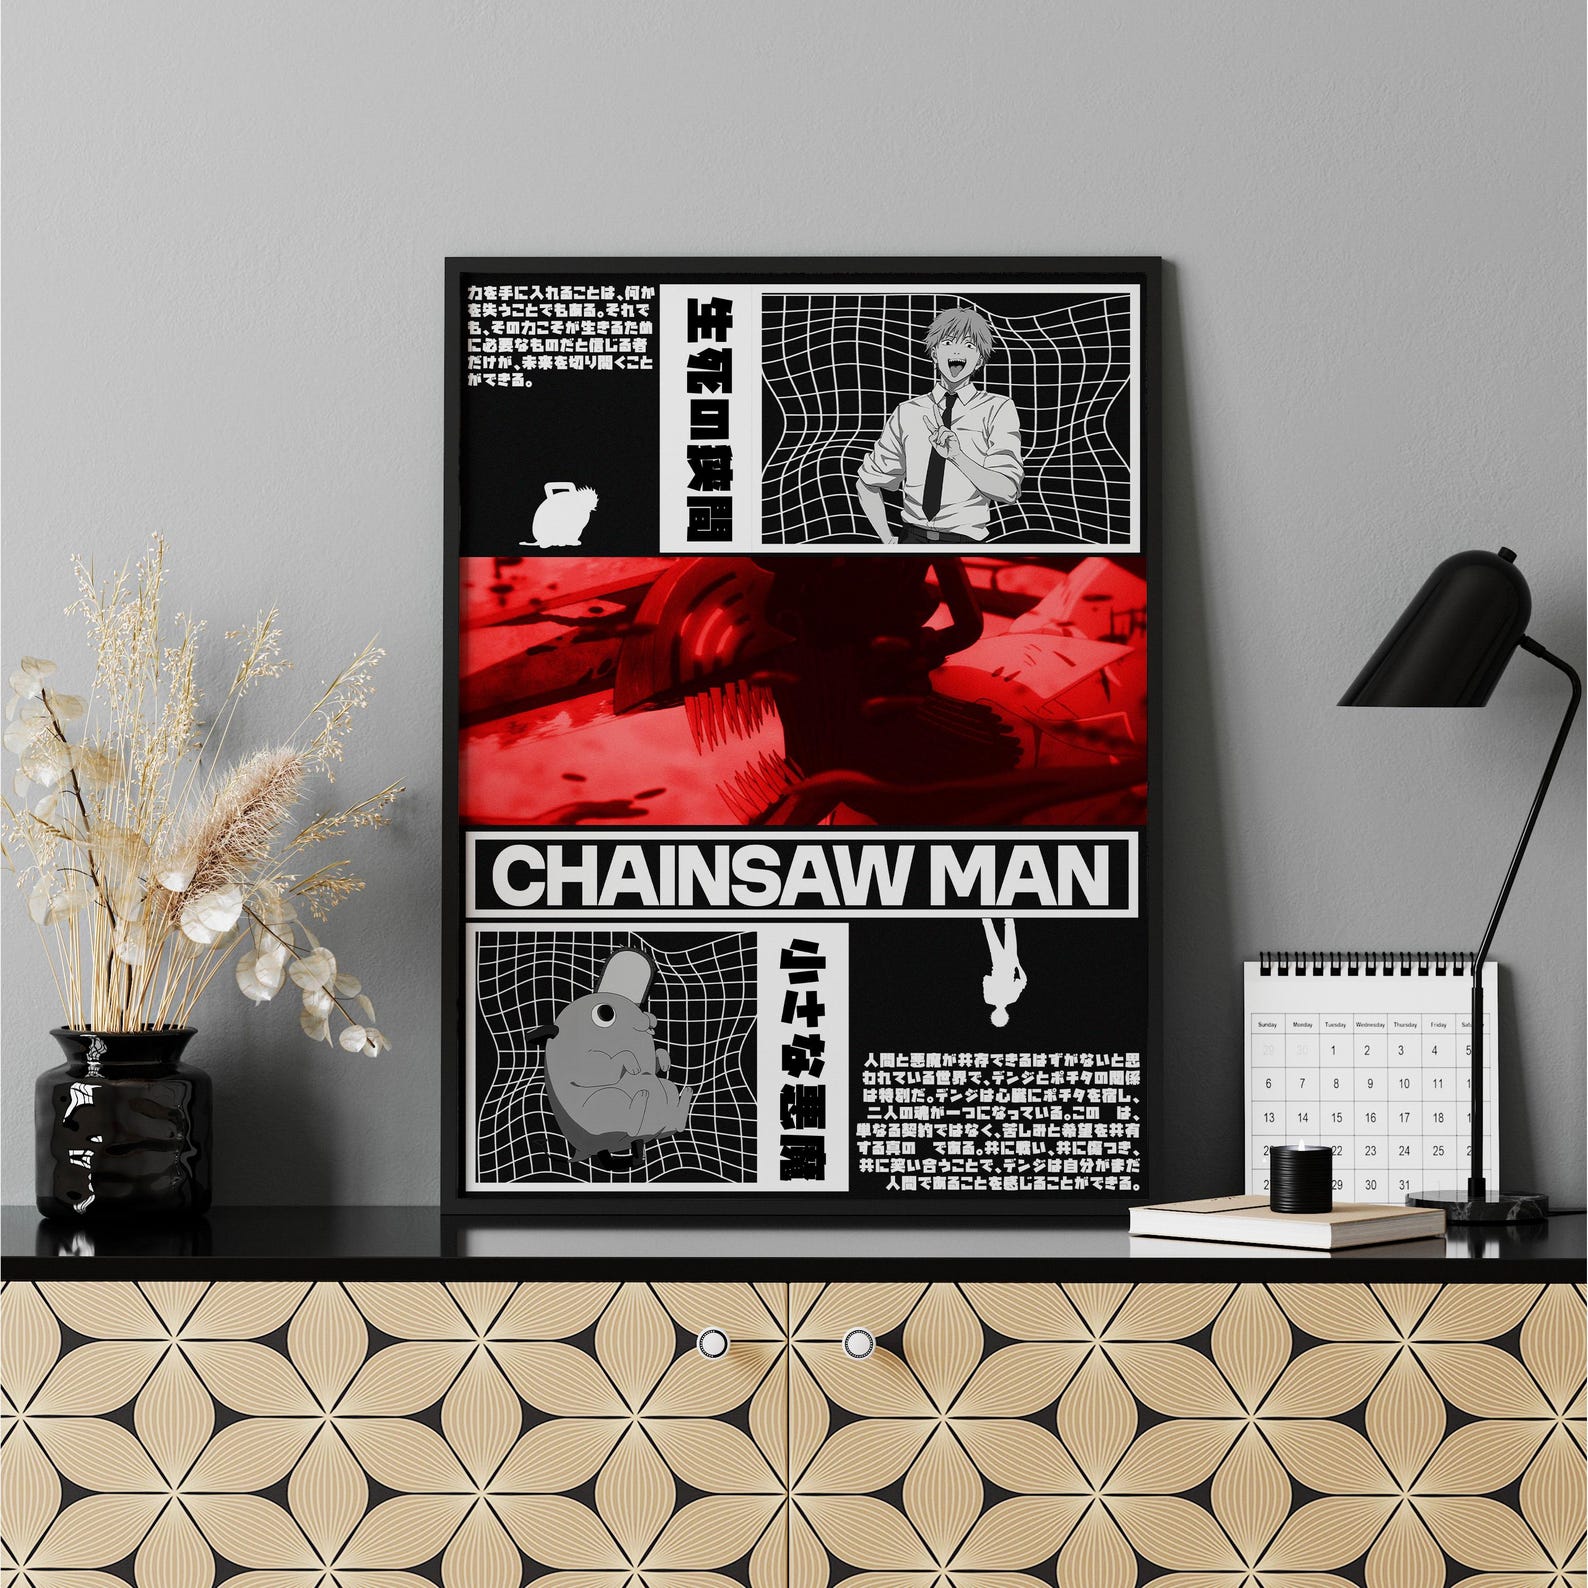 力を手に入れることは、何か
を失うことでもある。それで
も、その力こそが生きるため
に必要なものだと信じる者
だけが、未来を切り開くこと
ができる。
生死の狭間
CHAINSAW MAN
小さな悪魔
人間と悪魔が共存できるはずがないと思
われている世界で、デンジとポチタの関係
は特別だ。デンジは心臓にポチタを宿し、
二人の魂が一つになっている。この は、
単なる契約ではなく、苦しみと希望を共有
する真の である。共に戦い、共に傷つき、
共に笑い合うことで、デンジは自分がまだ
人間であることを感じることができる。
Sunday Monday Tuesday Wednesday Thursday Friday
29 30 1 2 3 4 5
6 7 8 9 10 11
13 14 15 16 17 18
20 21 22 23 24 25
29 30 31